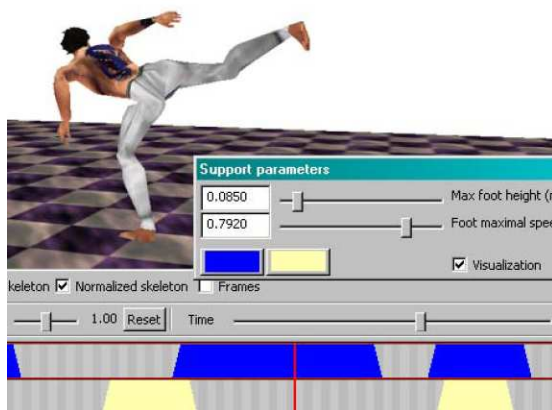 Support parameters
0.0850 Max foot height (
0.7920 Foot maximal spee
Visualization
keleton Normalized skeleton Frames
1.00 Reset Time